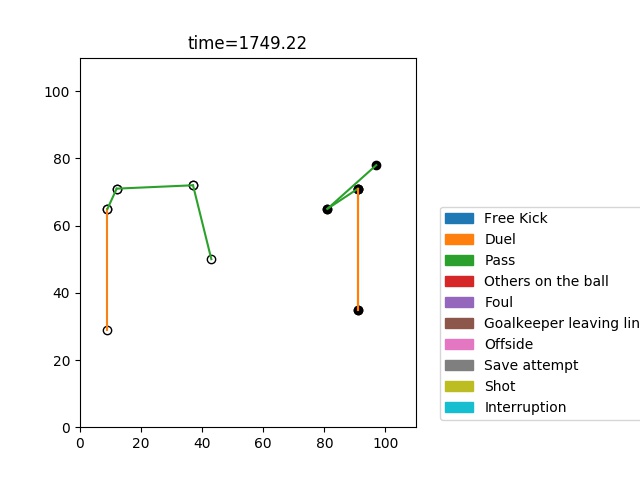 time=1749.22
100
80
60
40
20
0
0 20 40 60 80 100
Free Kick
Duel
Pass
Others on the ball
Foul
Goalkeeper leaving lin
Offside
Save attempt
Shot
Interruption